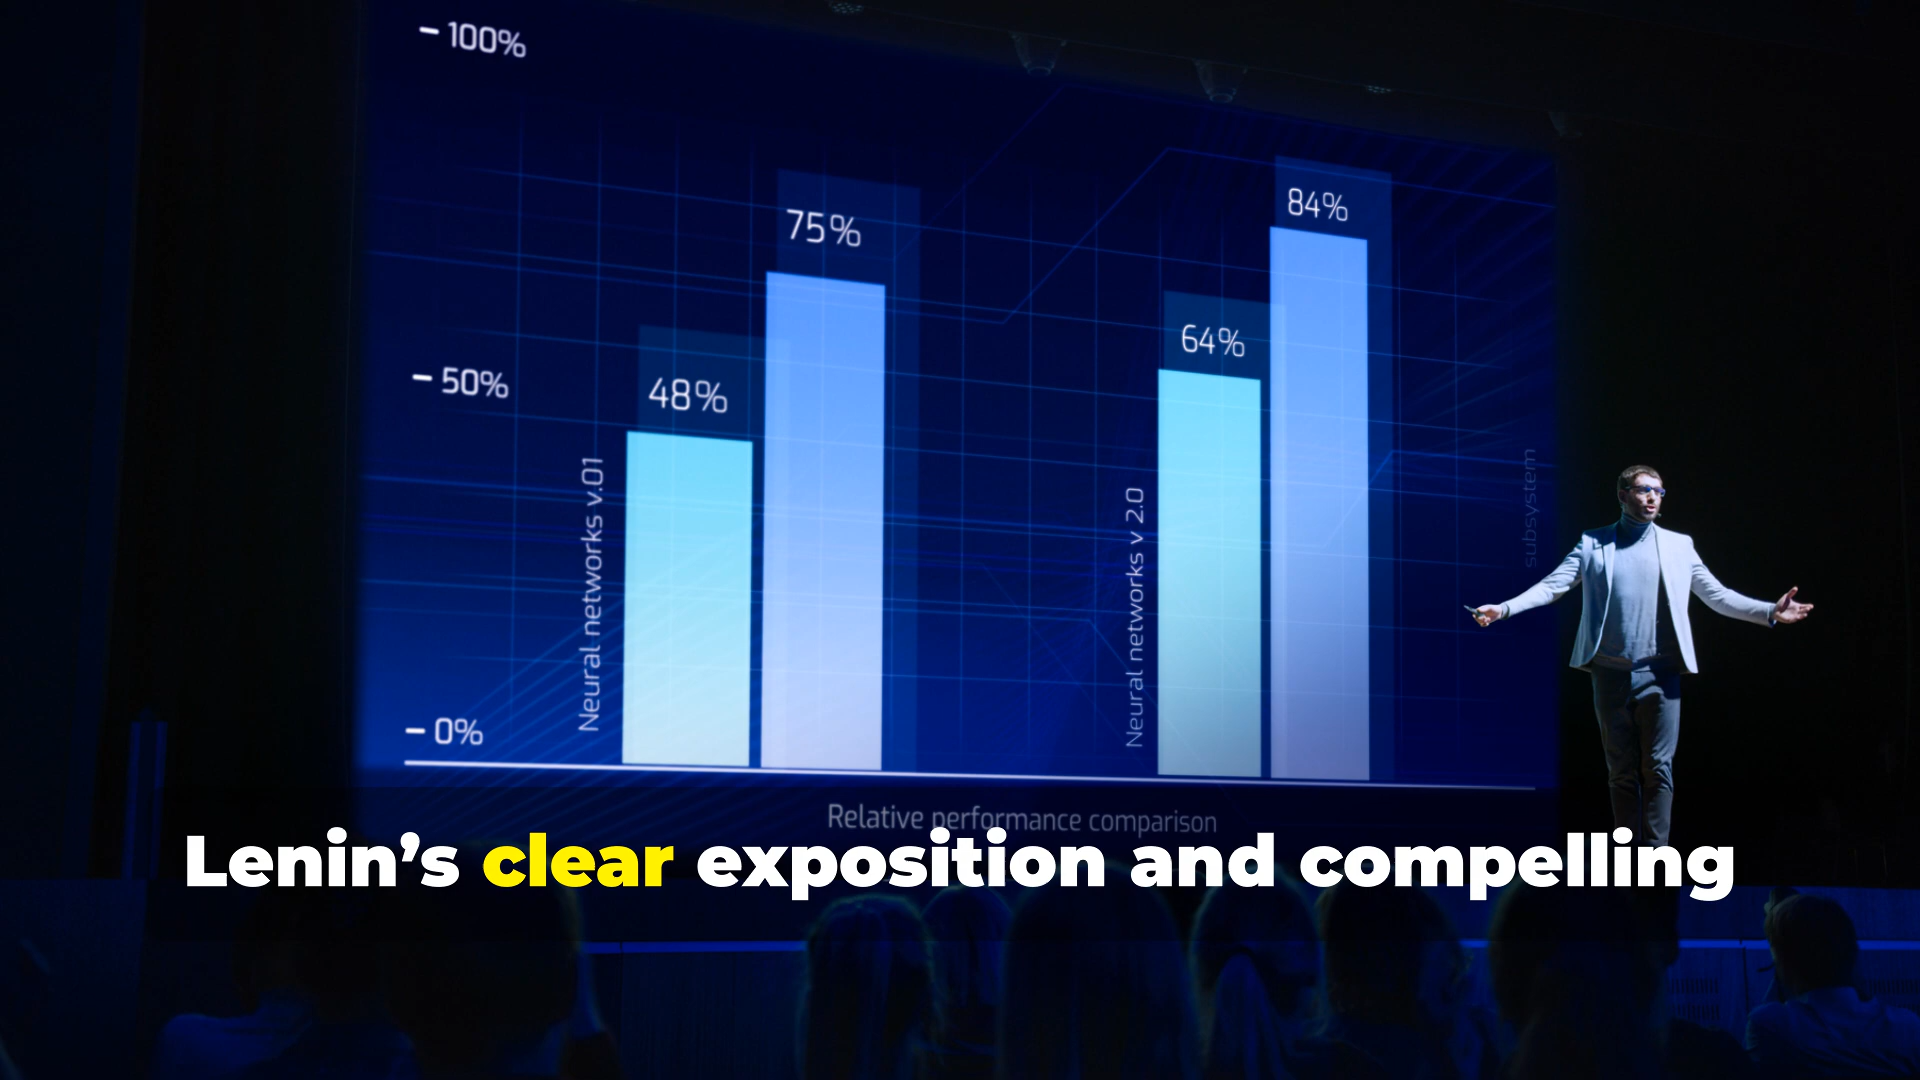 – 100%
75%
84%
64%
– 50%
48%
Neural networks v.01
Neural networks v 2.0
subsystem
– 0%
Relative performance comparison
Lenin’s clear exposition and compelling